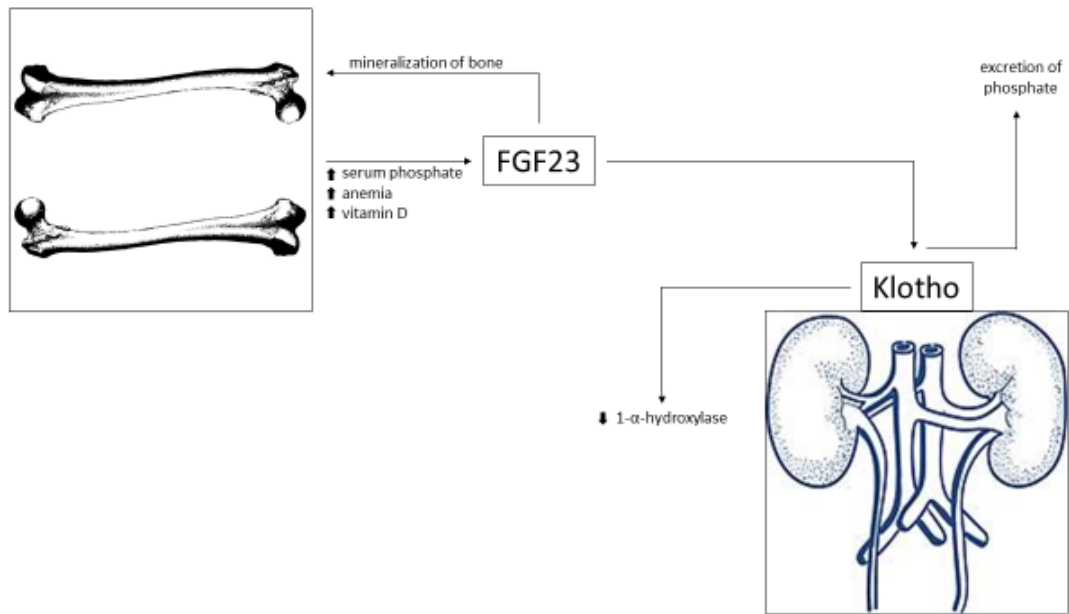 mineralization of bone
excretion of
phosphate
FGF23
⬆ serum phosphate
⬆ anemia
⬆ vitamin D
Klotho
⬇ 1-α-hydroxylase